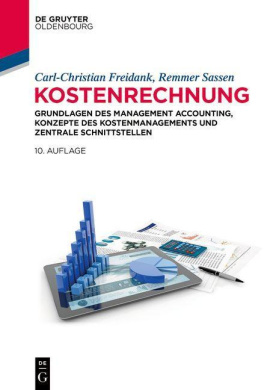 DE GRUYTER
OLDENBOURG
Carl-Christian Freidank, Remmer Sassen
KOSTENRECHNUNG
GRUNDLAGEN DES MANAGEMENT ACCOUNTING,
KONZEPTE DES KOSTENMANAGEMENTS UND
ZENTRALE SCHNITTSTELLEN
10. AUFLAGE
DE
G